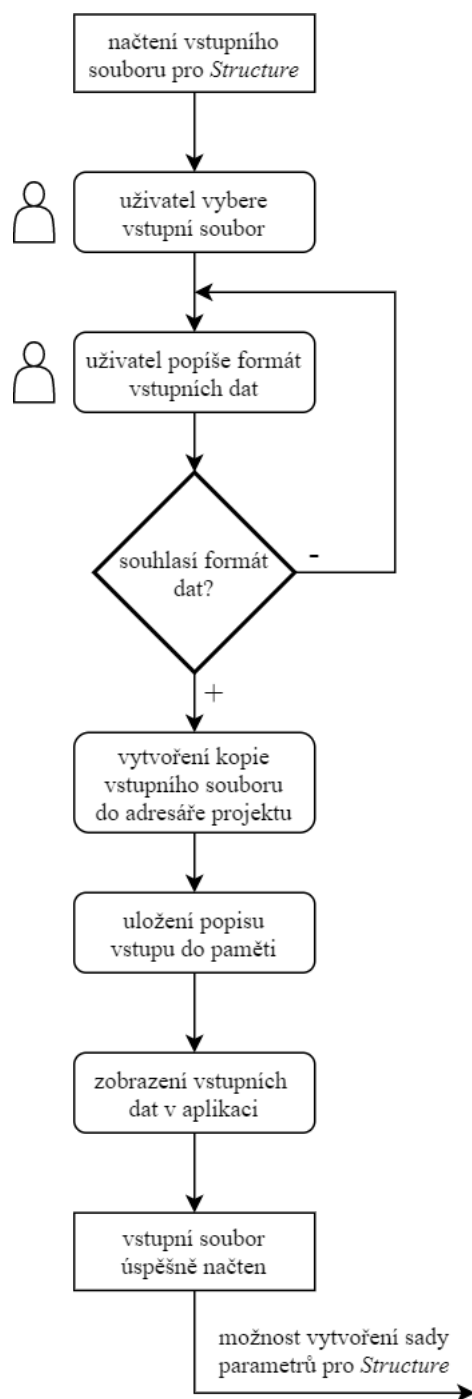 načtení vstupního
souboru pro Structure
uživatel vybere
vstupní soubor
uživatel popíše formát
vstupních dat
souhlasí formát
dat?
-
+
vytvoření kopie
vstupního souboru
do adresáře projektu
uložení popisu
vstupu do paměti
zobrazení vstupních
dat v aplikaci
vstupní soubor
úspěšně načten
možnost vytvoření sady
parametrů pro Structure